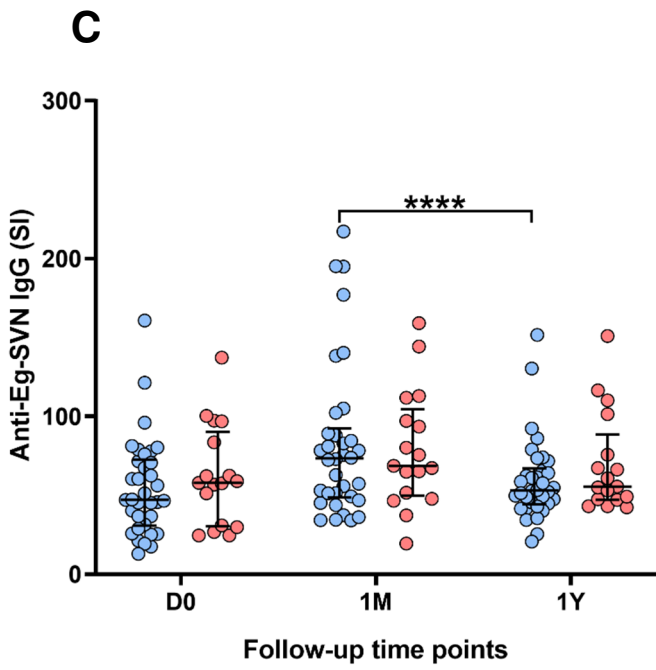 C
300
200
100
0
Anti-Eg-SVN IgG (SI)
****
D0 1M 1Y
Follow-up time points